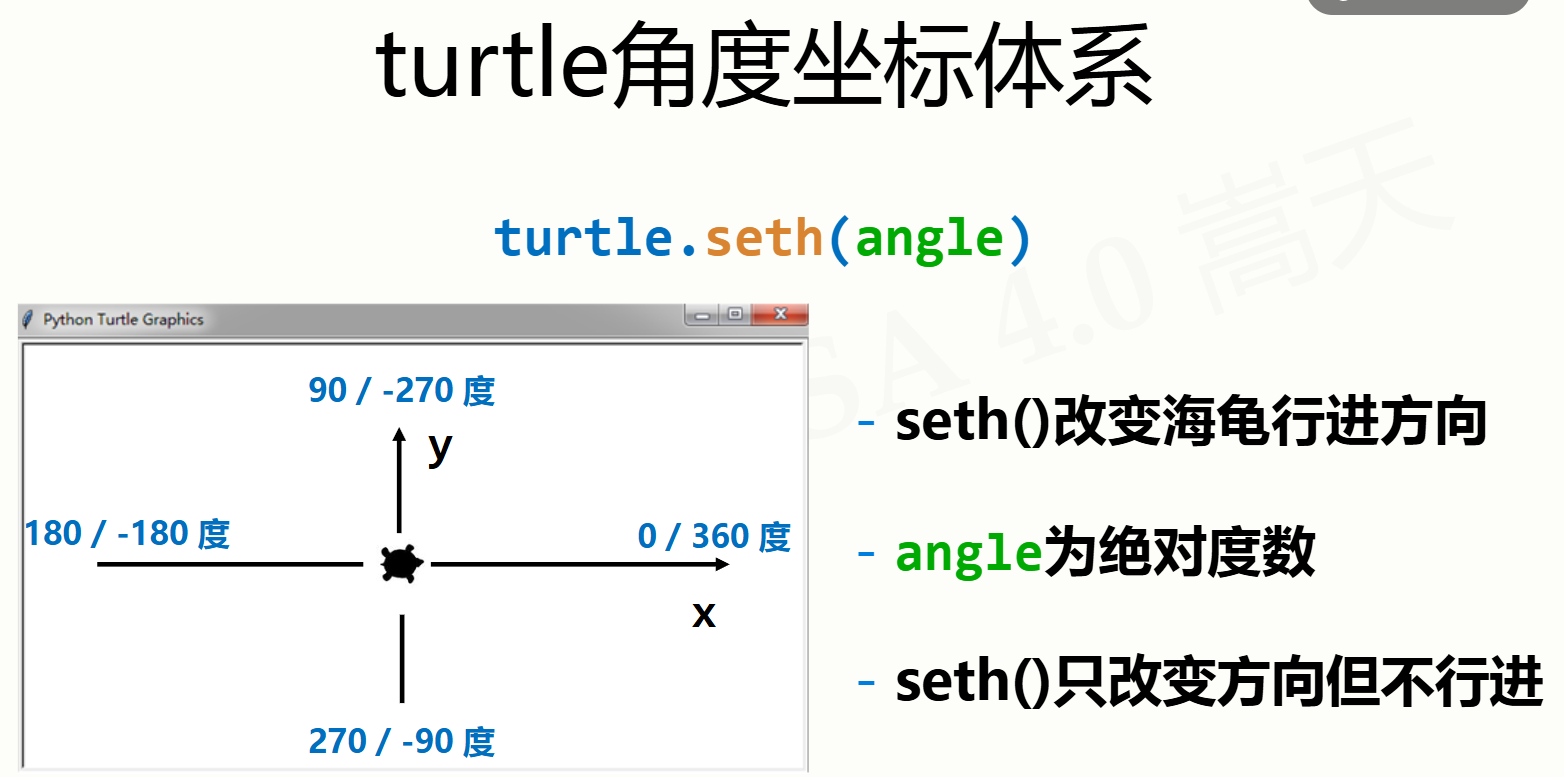 turtle角度坐标体系
turtle.seth(angle)
Python Turtle Graphics
90 / -270 度
y
180 / -180 度
0 / 360 度
x
270 / -90 度
- seth()改变海龟行进方向
- angle为绝对度数
- seth()只改变方向但不行进
SA 4.0 嵩天